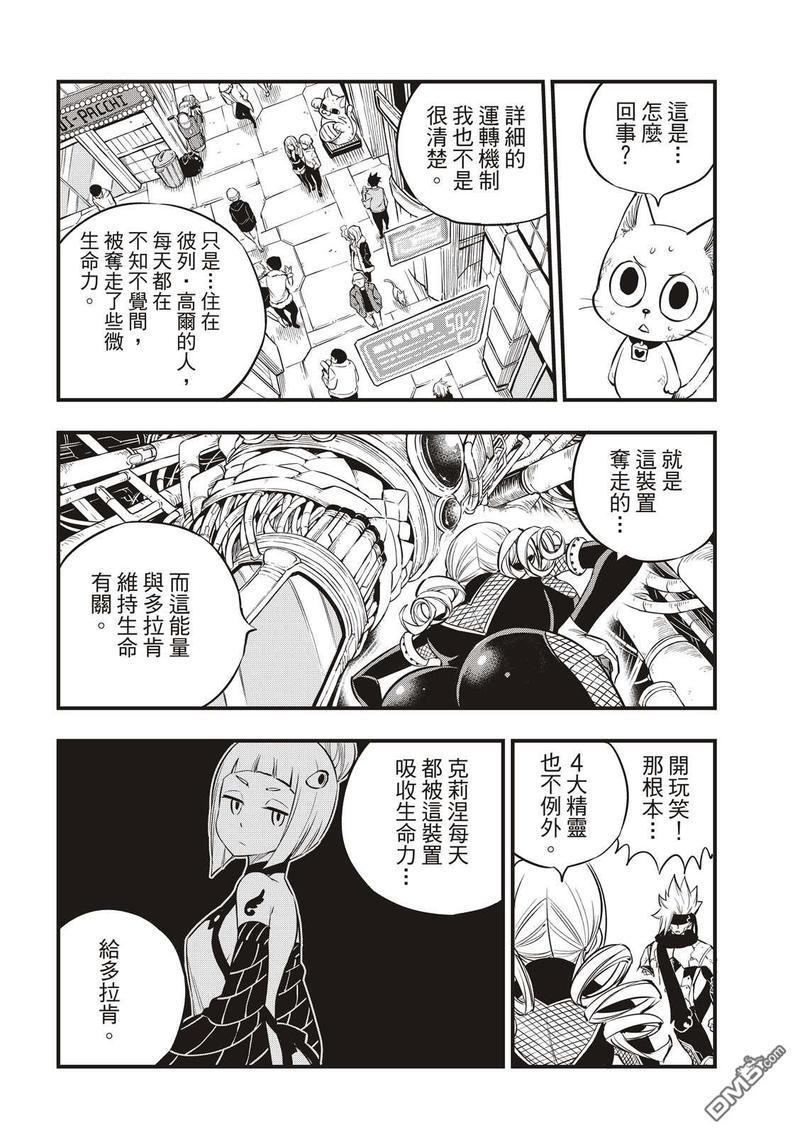 這是…
怎麼
回事？
詳細的
運轉機制
我也不是
很清楚。
DI-PACCHI
50%
只是…住在
彼列·高爾的人，
每天都在
不知不覺間，
被奪走了些微
生命力。
就是
這裝置
奪走的…
而這能量
與多拉肯
維持生命
有關。
開玩笑！
那根本…
4大精靈
也不例外。
克莉涅每天
都被這裝置
吸收生命力…
給多拉肯。
DM5.com